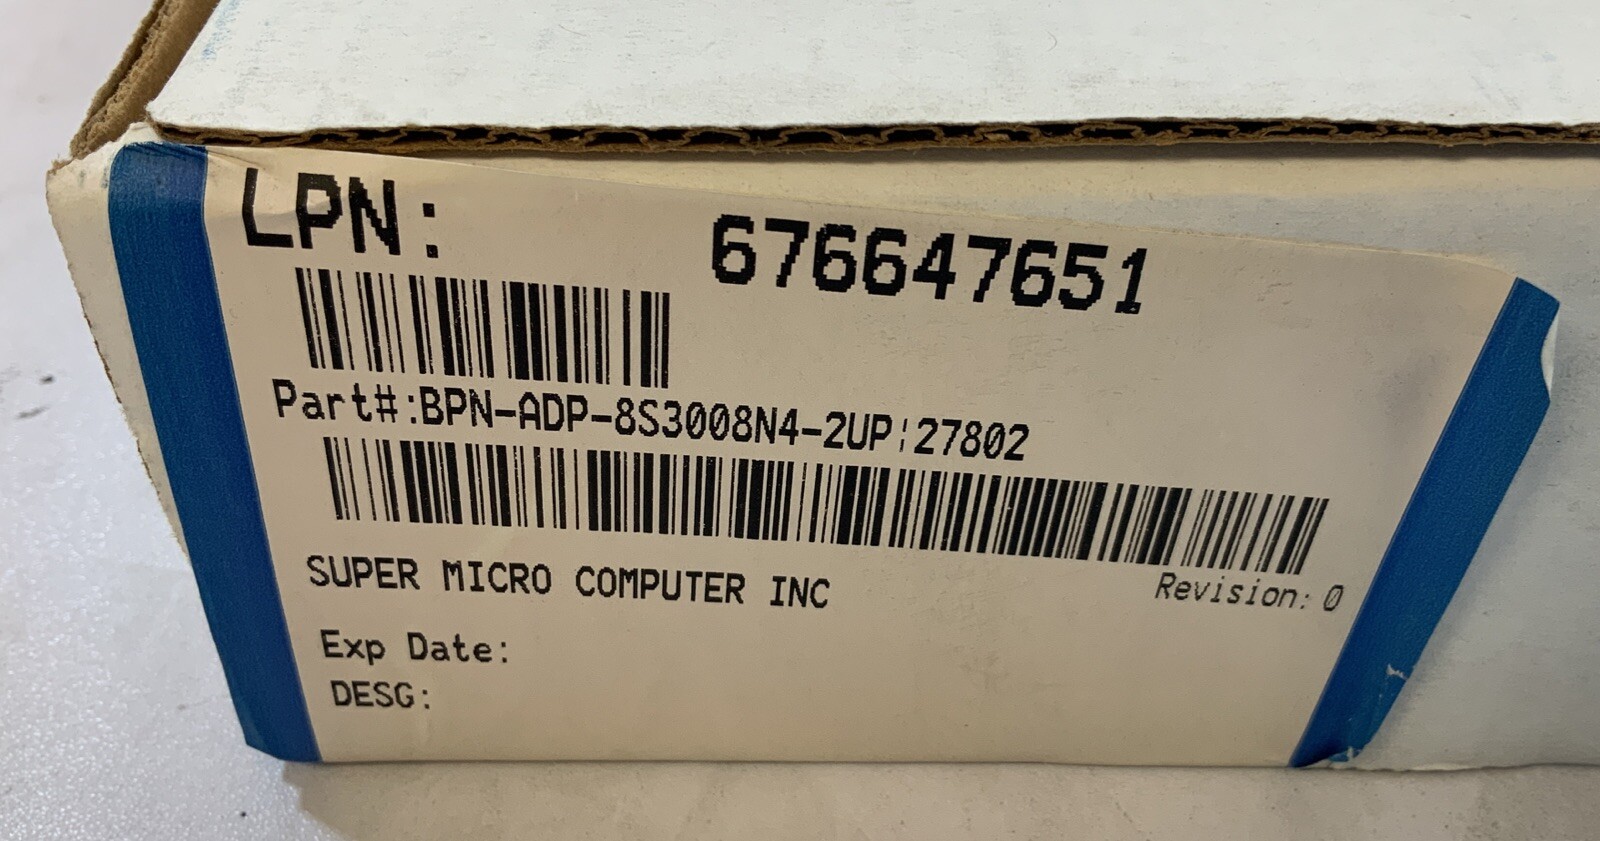 LPN: 676647651
Part#:BPN-ADP-8S3008N4-2UP:27802
SUPER MICRO COMPUTER INC
Revision: 0
Exp Date:
DESG: